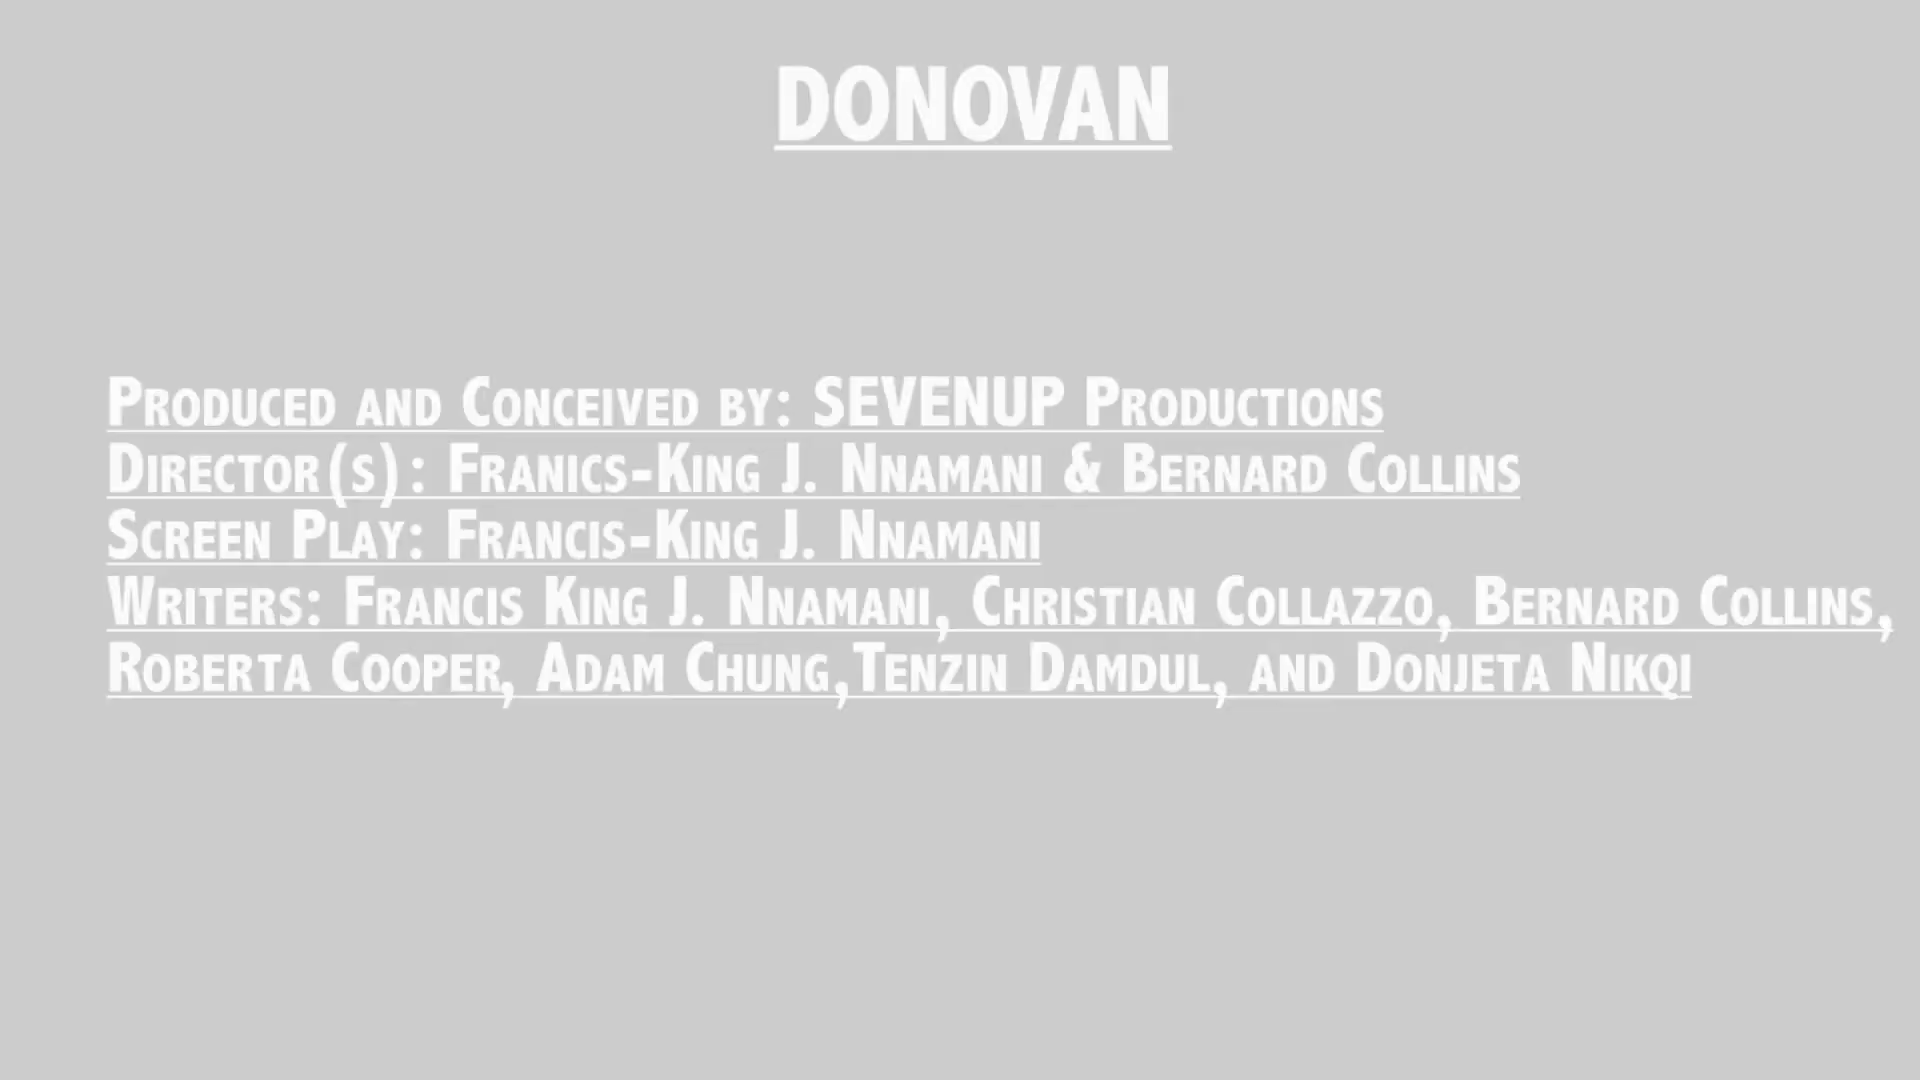 DONOVAN
Produced and Conceived by: SEVENUP Productions
Director(s): Franics-King J. Nnamani & Bernard Collins
Screen Play: Francis-King J. Nnamani
Writers: Francis King J. Nnamani, Christian Collazzo, Bernard Collins,
Roberta Cooper, Adam Chung,Tenzin Damdul, and Donjeta Nikqi